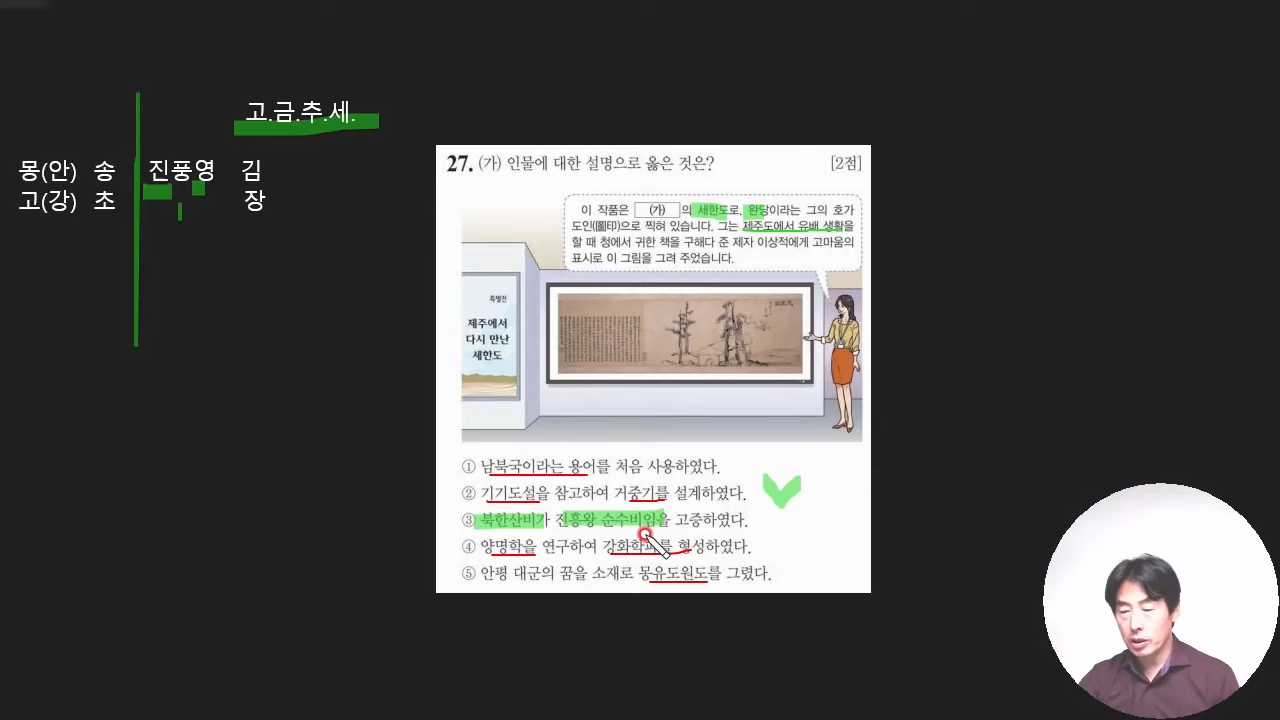 고.금.추.세.
몽(안) 송 진풍영 김
고(강) 초 장
27. (가) 인물에 대한 설명으로 옳은 것은? [2점]
이 작품은 (가) 의 세한도로, 완당이라는 그의 호가
도인(圖印)으로 찍혀 있습니다. 그는 제주도에서 유배 생활을
할 때 청에서 귀한 책을 구해다 준 제자 이상적에게 고마움의
표시로 이 그림을 그려 주었습니다.
특별전
제주에서
다시 만난
세한도
① 남북국이라는 용어를 처음 사용하였다.
② 기기도설을 참고하여 거중기를 설계하였다.
③ 북한산비가 진흥왕 순수비임을 고증하였다.
④ 양명학을 연구하여 강화학파를 형성하였다.
⑤ 안평 대군의 꿈을 소재로 몽유도원도를 그렸다.